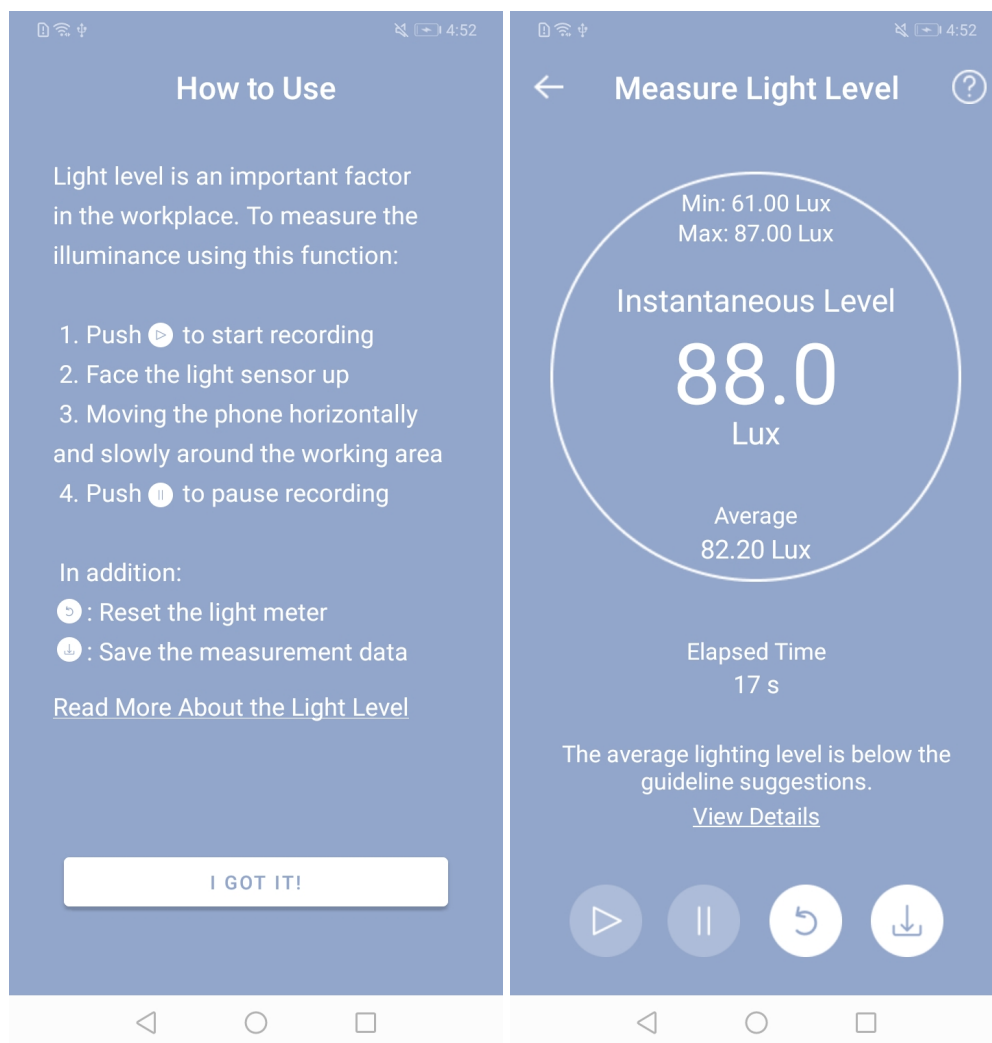 4:52
How to Use
Light level is an important factor
in the workplace. To measure the
illuminance using this function:
1. Push to start recording
2. Face the light sensor up
3. Moving the phone horizontally
and slowly around the working area
4. Push to pause recording
In addition:
: Reset the light meter
: Save the measurement data
Read More About the Light Level
I GOT IT!
4:52
Measure Light Level
?
Min: 61.00 Lux
Max: 87.00 Lux
Instantaneous Level
88.0
Lux
Average
82.20 Lux
Elapsed Time
17 s
The average lighting level is below the
guideline suggestions.
View Details